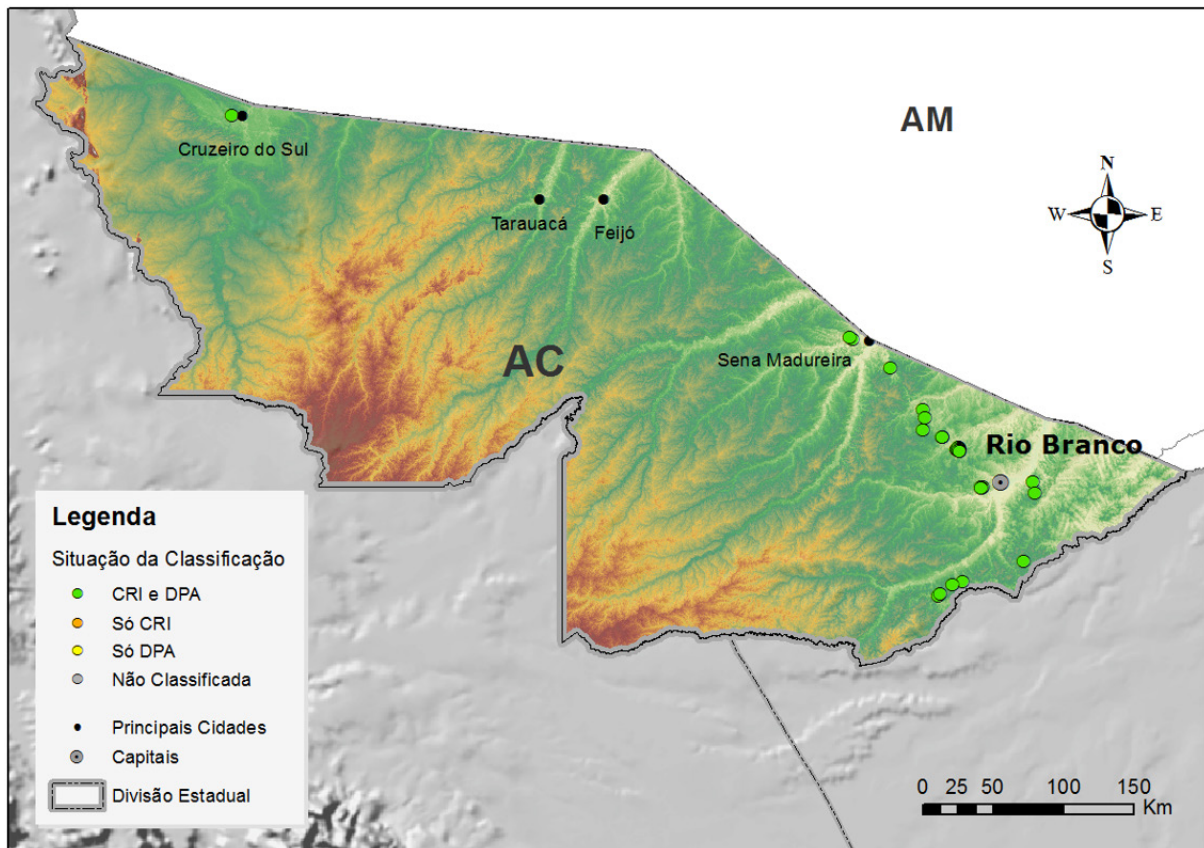 AM
N
W
E
S
Cruzeiro do Sul
Tarauacá
Feijó
AC
Sena Madureira
Rio Branco
Legenda
Situação da Classificação
CRI e DPA
Só CRI
Só DPA
Não Classificada
Principais Cidades
Capitais
Divisão Estadual
0 25 50 100 150
Km